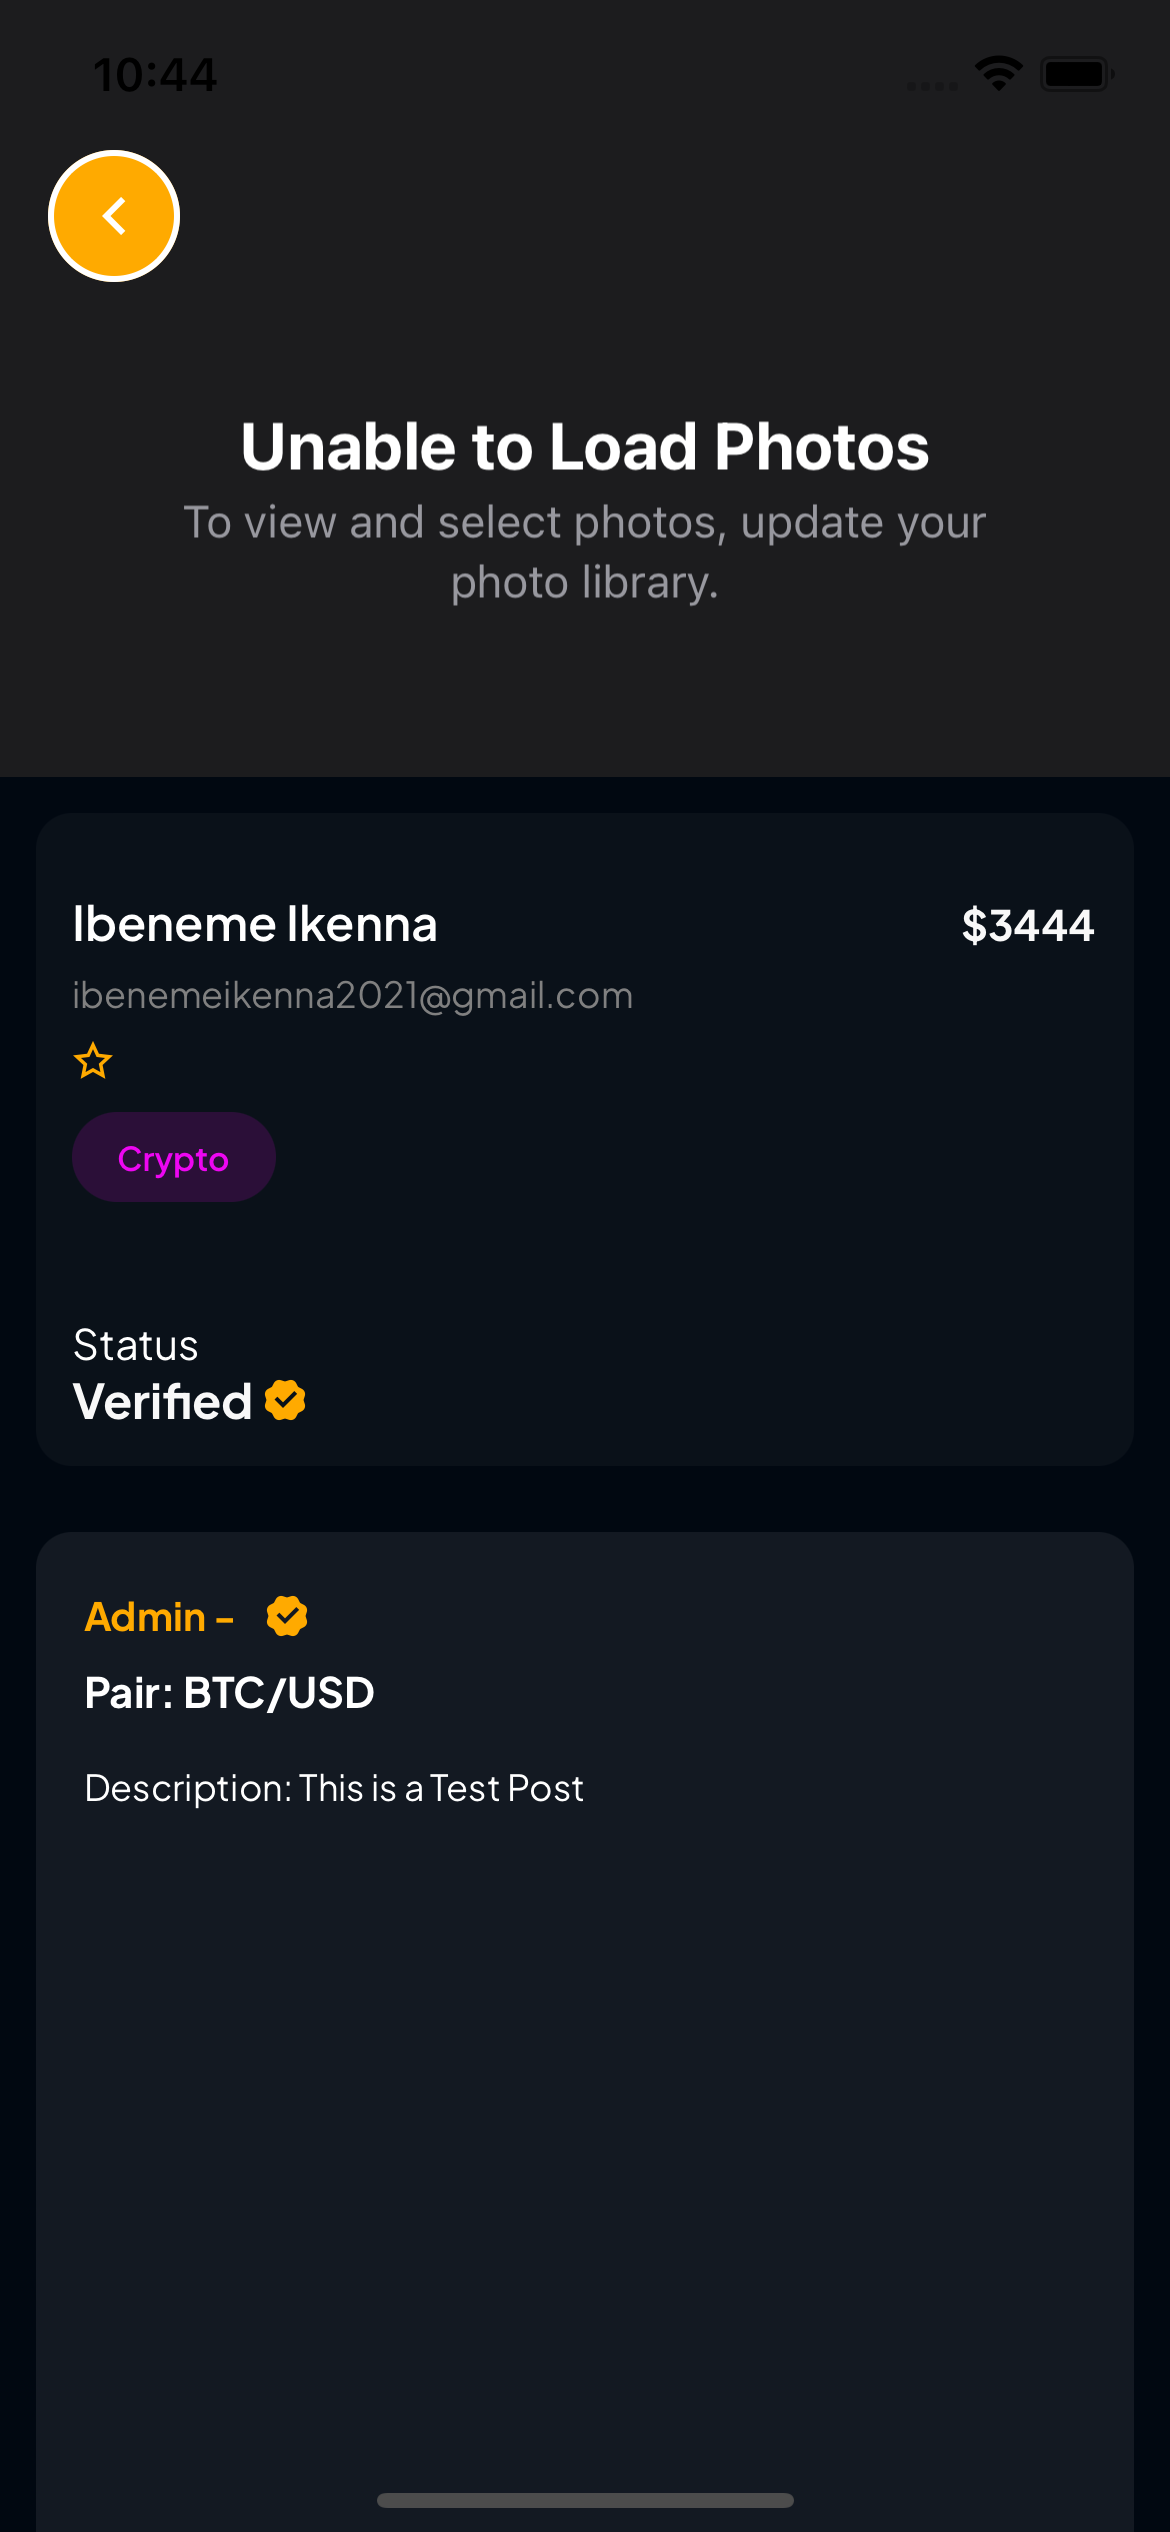 10:44
Unable to Load Photos
To view and select photos, update your
photo library.
Ibeneme Ikenna
$3444
ibenemeikenna2021@gmail.com
Crypto
Status
Verified
Admin -
Pair: BTC/USD
Description: This is a Test Post